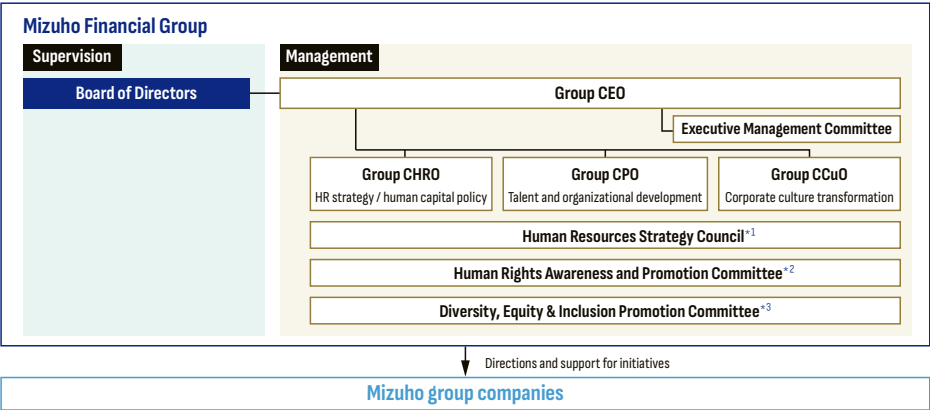 Mizuho Financial Group
Supervision
Management
Board of Directors
Group CEO
Executive Management Committee
Group CHRO
HR strategy / human capital policy
Group CPO
Talent and organizational development
Group CCuO
Corporate culture transformation
Human Resources Strategy Council*1
Human Rights Awareness and Promotion Committee*2
Diversity, Equity & Inclusion Promotion Committee*3
Directions and support for initiatives
Mizuho group companies